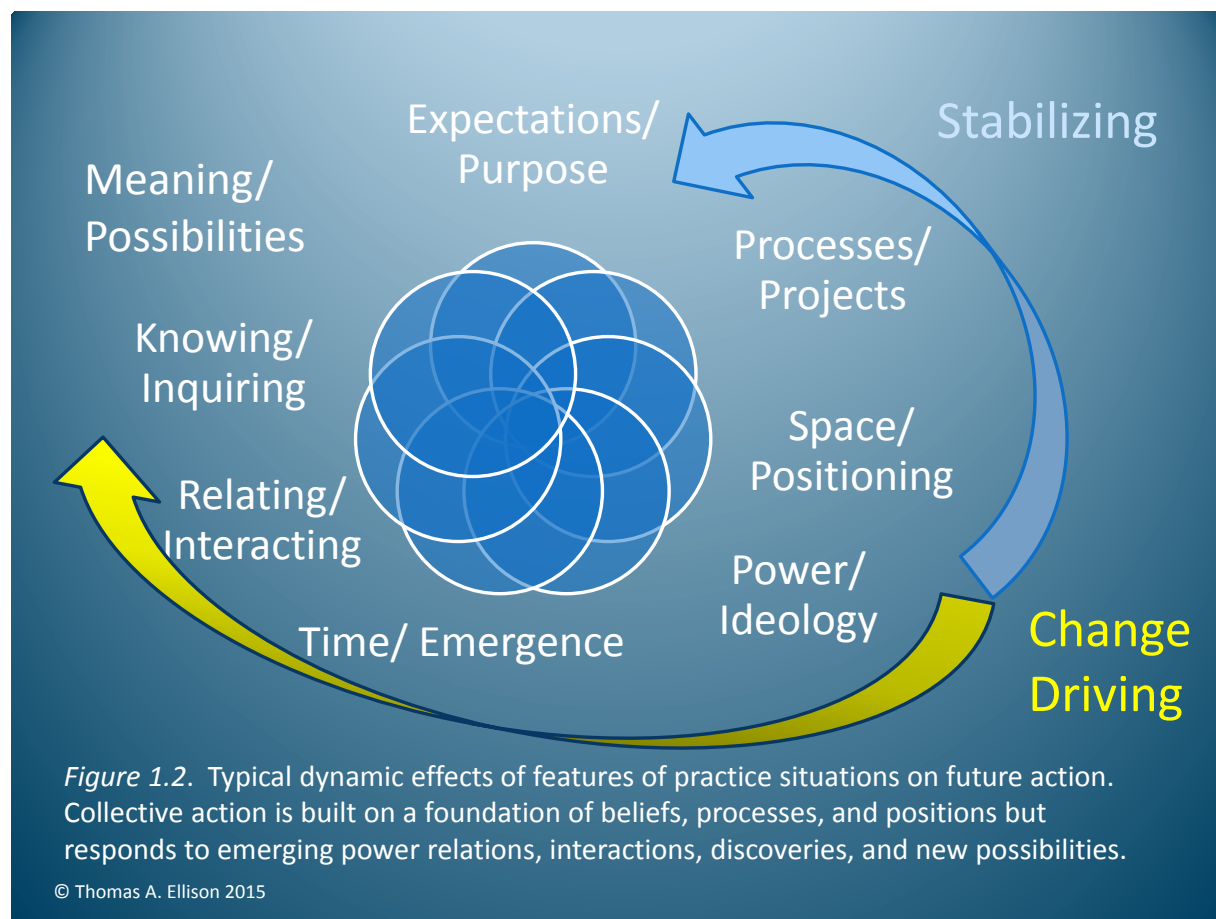 Expectations/
Purpose
Stabilizing
Meaning/
Possibilities
Processes/
Projects
Knowing/
Inquiring
Space/
Positioning
Relating/
Interacting
Power/
Ideology
Time/ Emergence
Change
Driving
Figure 1.2.  Typical dynamic effects of features of practice situations on future action.
Collective action is built on a foundation of beliefs, processes, and positions but
responds to emerging power relations, interactions, discoveries, and new possibilities.
© Thomas A. Ellison 2015